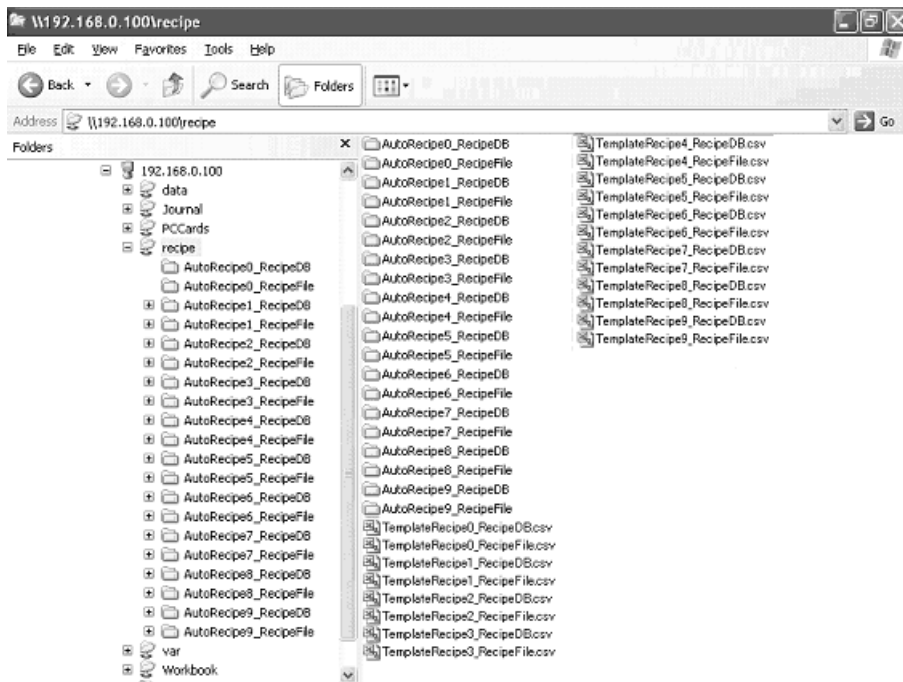 \\192.168.0.100\recipe
File Edit View Favorites Tools Help
Back Search Folders
Address \\192.168.0.100\recipe Go
Folders
192.168.0.100
data
Journal
PCCards
recipe
AutoRecipe0_RecipeDB
AutoRecipe0_RecipeFile
AutoRecipe1_RecipeDB
AutoRecipe1_RecipeFile
AutoRecipe2_RecipeDB
AutoRecipe2_RecipeFile
AutoRecipe3_RecipeDB
AutoRecipe3_RecipeFile
AutoRecipe4_RecipeDB
AutoRecipe4_RecipeFile
AutoRecipe5_RecipeDB
AutoRecipe5_RecipeFile
AutoRecipe6_RecipeDB
AutoRecipe6_RecipeFile
AutoRecipe7_RecipeDB
AutoRecipe7_RecipeFile
AutoRecipe8_RecipeDB
AutoRecipe8_RecipeFile
AutoRecipe9_RecipeDB
AutoRecipe9_RecipeFile
var
Workbook
AutoRecipe0_RecipeDB
AutoRecipe0_RecipeFile
AutoRecipe1_RecipeDB
AutoRecipe1_RecipeFile
AutoRecipe2_RecipeDB
AutoRecipe2_RecipeFile
AutoRecipe3_RecipeDB
AutoRecipe3_RecipeFile
AutoRecipe4_RecipeDB
AutoRecipe4_RecipeFile
AutoRecipe5_RecipeDB
AutoRecipe5_RecipeFile
AutoRecipe6_RecipeDB
AutoRecipe6_RecipeFile
AutoRecipe7_RecipeDB
AutoRecipe7_RecipeFile
AutoRecipe8_RecipeDB
AutoRecipe8_RecipeFile
AutoRecipe9_RecipeDB
AutoRecipe9_RecipeFile
TemplateRecipe0_RecipeDB.csv
TemplateRecipe0_RecipeFile.csv
TemplateRecipe1_RecipeDB.csv
TemplateRecipe1_RecipeFile.csv
TemplateRecipe2_RecipeDB.csv
TemplateRecipe2_RecipeFile.csv
TemplateRecipe3_RecipeDB.csv
TemplateRecipe3_RecipeFile.csv
TemplateRecipe4_RecipeDB.csv
TemplateRecipe4_RecipeFile.csv
TemplateRecipe5_RecipeDB.csv
TemplateRecipe5_RecipeFile.csv
TemplateRecipe6_RecipeDB.csv
TemplateRecipe6_RecipeFile.csv
TemplateRecipe7_RecipeDB.csv
TemplateRecipe7_RecipeFile.csv
TemplateRecipe8_RecipeDB.csv
TemplateRecipe8_RecipeFile.csv
TemplateRecipe9_RecipeDB.csv
TemplateRecipe9_RecipeFile.csv